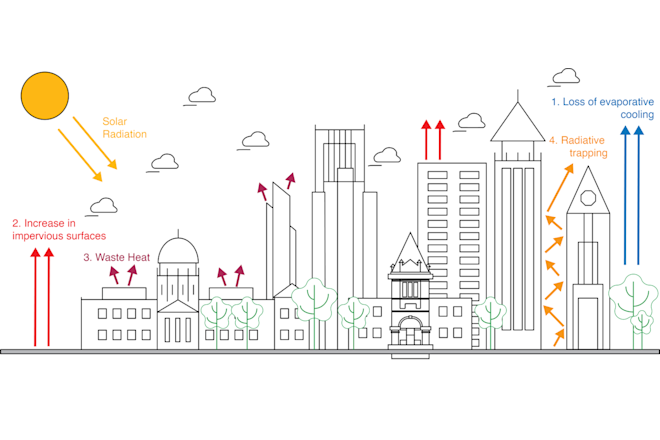 Solar
Radiation
1. Loss of evaporative
cooling
4. Radiative
trapping
2. Increase in
impervious surfaces
3. Waste Heat